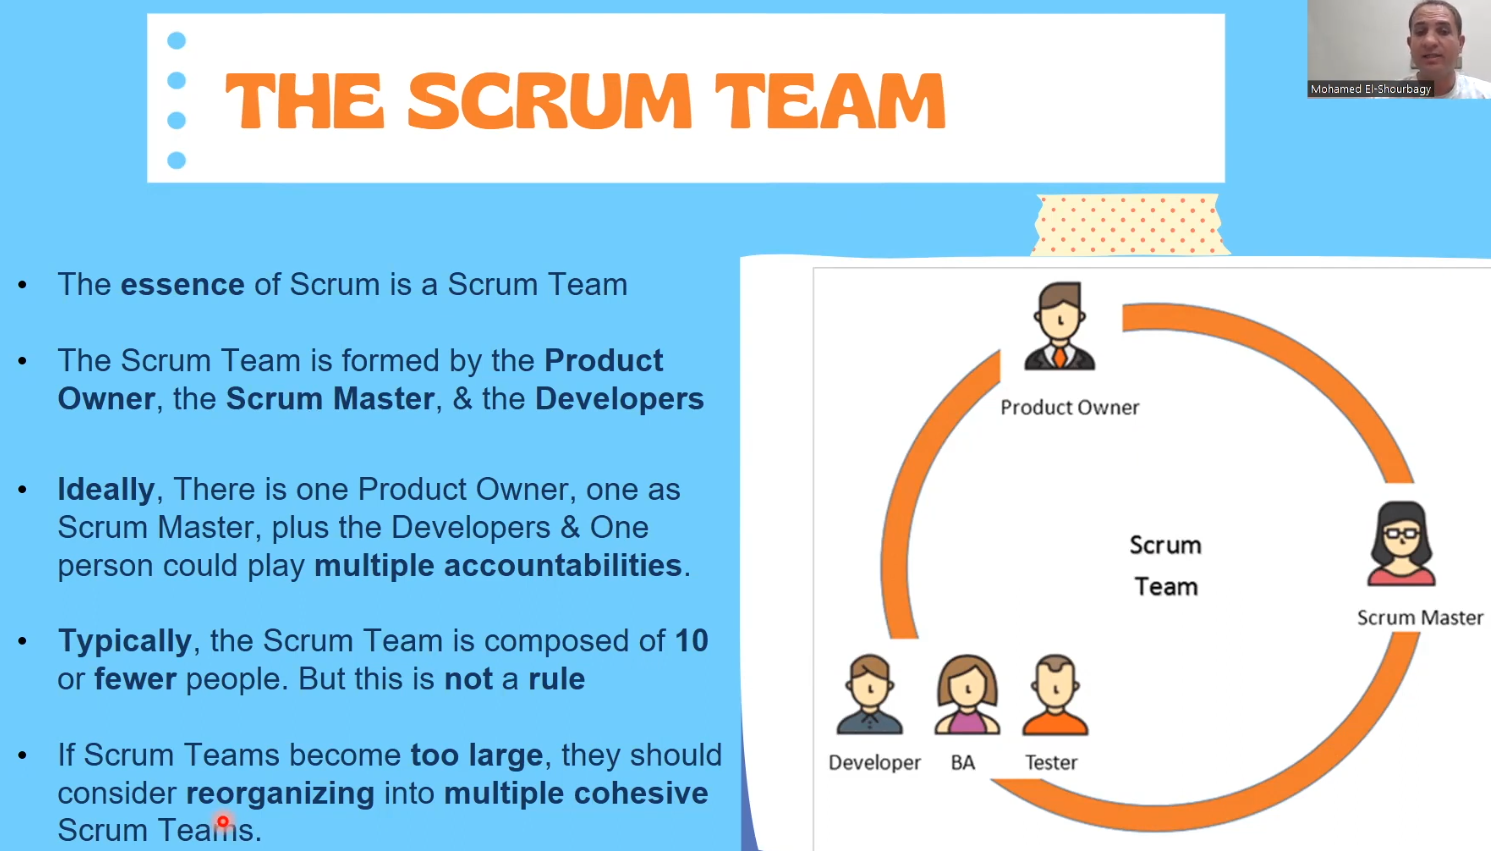 THE SCRUM TEAM
Mohamed El-Shourbagy
• The essence of Scrum is a Scrum Team
• The Scrum Team is formed by the Product
Owner, the Scrum Master, & the Developers
• Ideally, There is one Product Owner, one as
Scrum Master, plus the Developers & One
person could play multiple accountabilities.
• Typically, the Scrum Team is composed of 10
or fewer people. But this is not a rule
• If Scrum Teams become too large, they should
consider reorganizing into multiple cohesive
Scrum Teams.
Product Owner
Scrum
Team
Scrum Master
Developer
BA
Tester